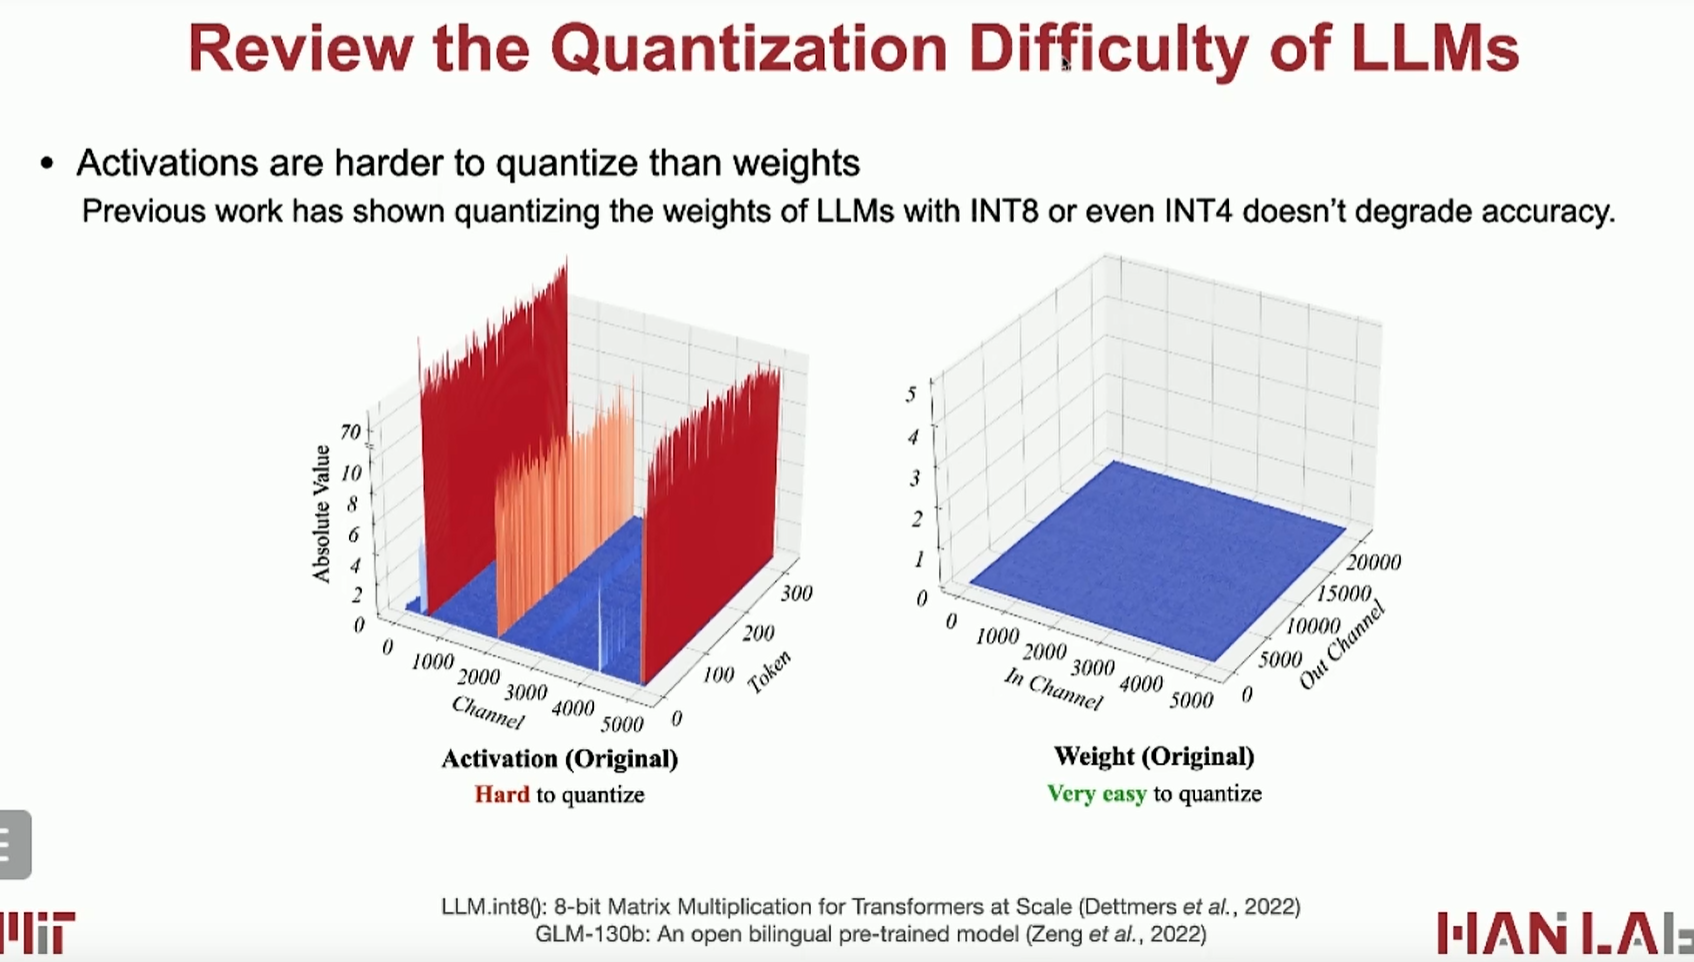 Review the Quantization Difficulty of LLMs
• Activations are harder to quantize than weights
Previous work has shown quantizing the weights of LLMs with INT8 or even INT4 doesn't degrade accuracy.
Absolute Value
70
10
8
6
4
2
0
0
1000
2000
3000
4000
5000
Channel
0
100
200
300
Token
Activation (Original)
Hard to quantize
5
4
3
2
1
0
0
1000
2000
3000
4000
5000
In Channel
0
5000
10000
15000
20000
Out Channel
Weight (Original)
Very easy to quantize
LLM.int8(): 8-bit Matrix Multiplication for Transformers at Scale (Dettmers et al., 2022)
GLM-130b: An open bilingual pre-trained model (Zeng et al., 2022)
MIT
HAN LAB